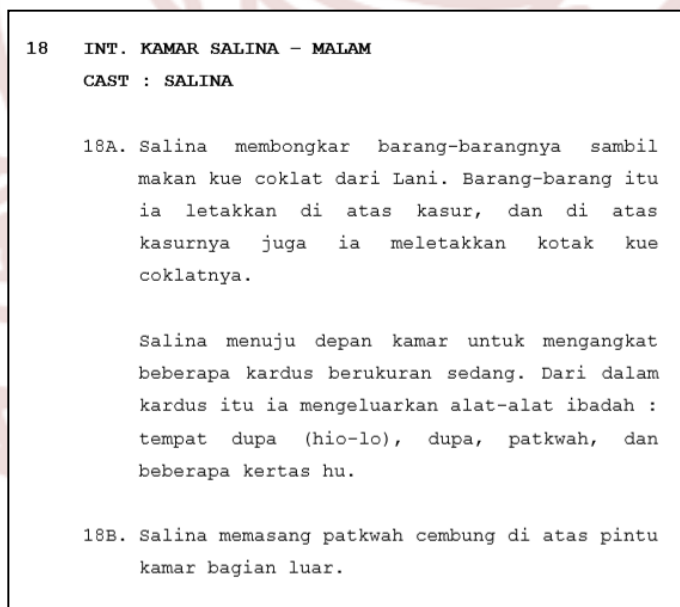 18 INT. KAMAR SALINA – MALAM
CAST : SALINA
18A. Salina membongkar barang-barangnya sambil
makan kue coklat dari Lani. Barang-barang itu
ia letakkan di atas kasur, dan di atas
kasurnya juga ia meletakkan kotak kue
coklatnya.
Salina menuju depan kamar untuk mengangkat
beberapa kardus berukuran sedang. Dari dalam
kardus itu ia mengeluarkan alat-alat ibadah :
tempat dupa (hio-lo), dupa, patkwah, dan
beberapa kertas hu.
18B. Salina memasang patkwah cembung di atas pintu
kamar bagian luar.